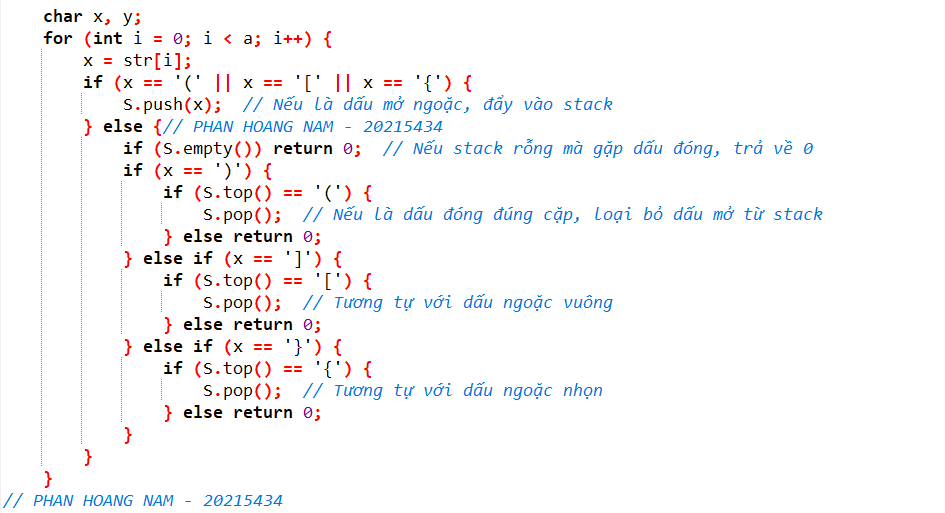 char x, y;
for (int i = 0; i < a; i++) {
x = str[i];
if (x == '(' || x == '[' || x == '{') {
S.push(x);  // Nếu là dấu mở ngoặc, đẩy vào stack
} else {// PHAN HOANG NAM - 20215434
if (S.empty()) return 0;  // Nếu stack rỗng mà gặp dấu đóng, trả về 0
if (x == ')') {
if (S.top() == '(') {
S.pop();  // Nếu là dấu đóng đúng cặp, loại bỏ dấu mở từ stack
} else return 0;
} else if (x == ']') {
if (S.top() == '[') {
S.pop();  // Tương tự với dấu ngoặc vuông
} else return 0;
} else if (x == '}') {
if (S.top() == '{') {
S.pop();  // Tương tự với dấu ngoặc nhọn
} else return 0;
}
}
}
// PHAN HOANG NAM - 20215434